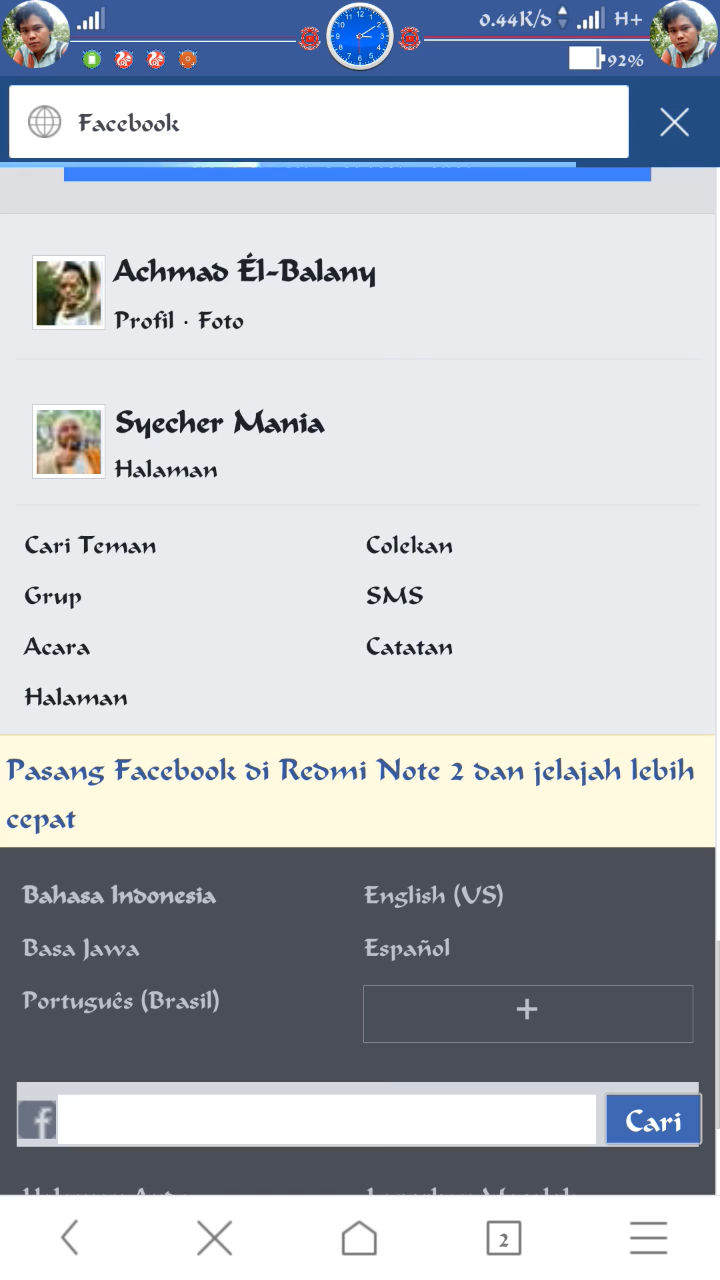 0.44K/d H+
92%
Facebook
Achmad Él-Balany
Profil · Foto
Syecher Mania
Halaman
Cari Teman Colekan
Grup SMS
Acara Catatan
Halaman
Pasang Facebook di Redmi Note 2 dan jelajah lebih
cepat
Bahasa Indonesia English (US)
Basa Jawa Español
Português (Brasil) +
f Cari
2